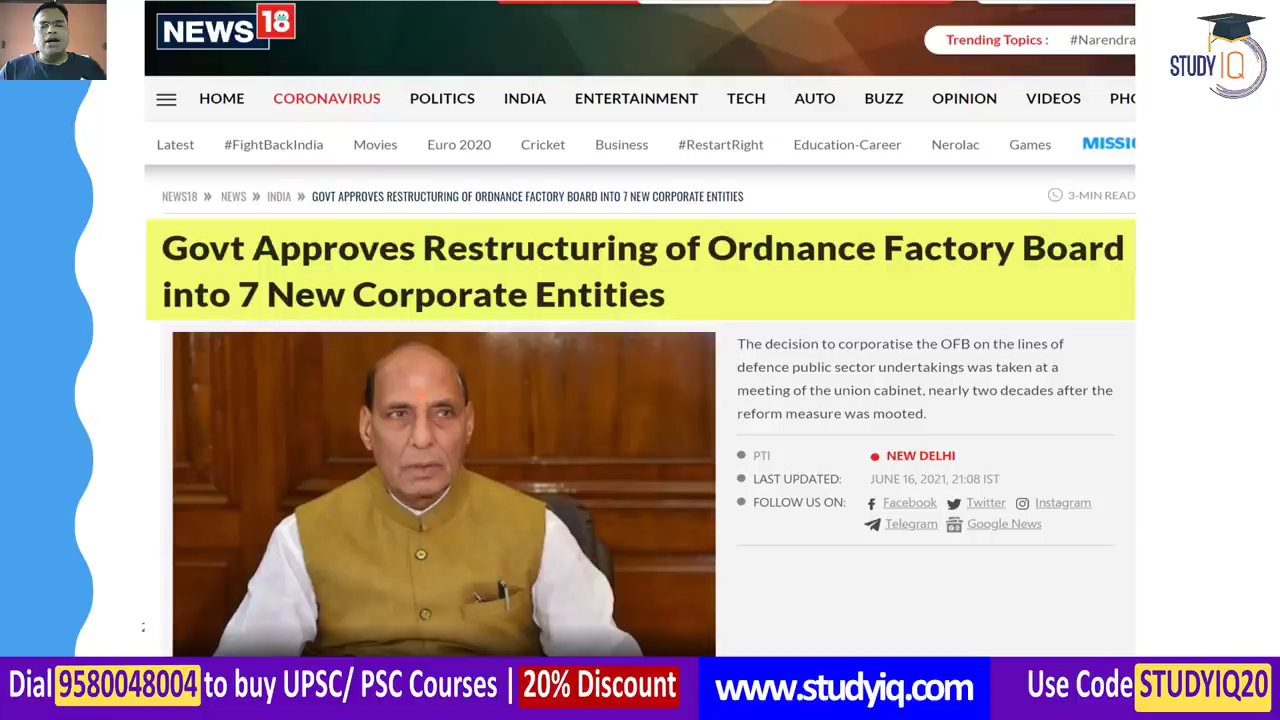 NEWS 18
Trending Topics : #Narendra
STUDY IQ
HOME CORONAVIRUS POLITICS INDIA ENTERTAINMENT TECH AUTO BUZZ OPINION VIDEOS PHO
Latest #FightBackIndia Movies Euro 2020 Cricket Business #RestartRight Education-Career Nerolac Games MISSIO
NEWS18 » NEWS » INDIA » GOVT APPROVES RESTRUCTURING OF ORDNANCE FACTORY BOARD INTO 7 NEW CORPORATE ENTITIES
3-MIN READ
Govt Approves Restructuring of Ordnance Factory Board
into 7 New Corporate Entities
The decision to corporatise the OFB on the lines of
defence public sector undertakings was taken at a
meeting of the union cabinet, nearly two decades after the
reform measure was mooted.
PTI NEW DELHI
LAST UPDATED: JUNE 16, 2021, 21:08 IST
FOLLOW US ON: Facebook Twitter Instagram
Telegram Google News
Dial 9580048004 to buy UPSC/ PSC Courses | 20% Discount www.studyiq.com Use Code STUDYIQ20